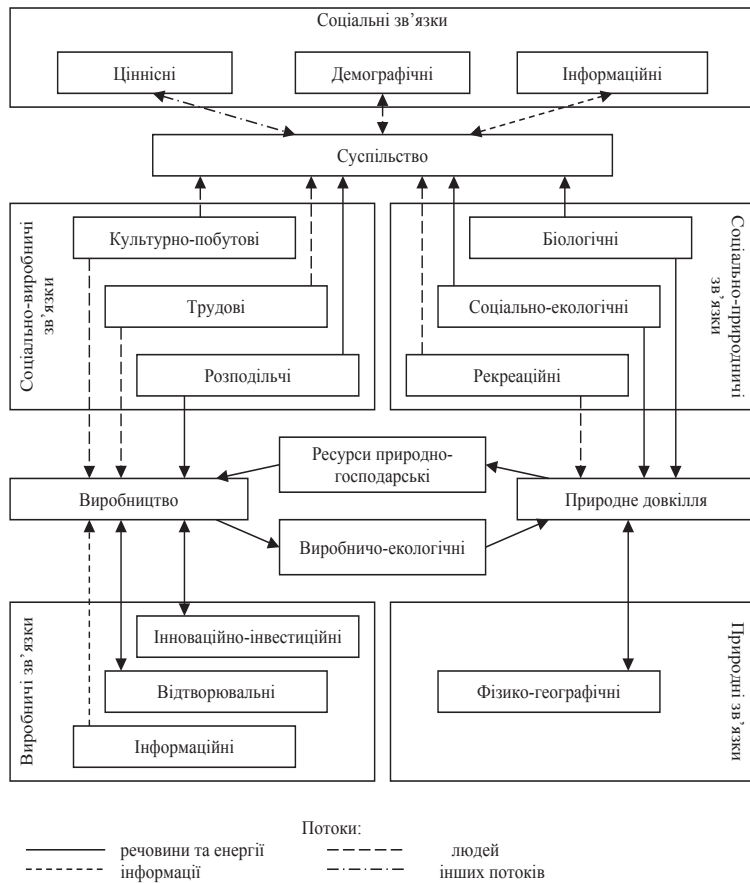 Соціальні зв’язки
Ціннісні
Демографічні
Інформаційні
Суспільство
Соціально-виробничі
зв’язки
Культурно-побутові
Трудові
Розподільчі
Біологічні
Соціально-екологічні
Рекреаційні
Соціально-природничі
зв’язки
Ресурси природно-
господарські
Виробництво
Природне довкілля
Виробничо-екологічні
Виробничі зв’язки
Інноваційно-інвестиційні
Відтворювальні
Інформаційні
Фізико-географічні
Природні зв’язки
Потоки:
речовини та енергії
людей
інформації
інших потоків